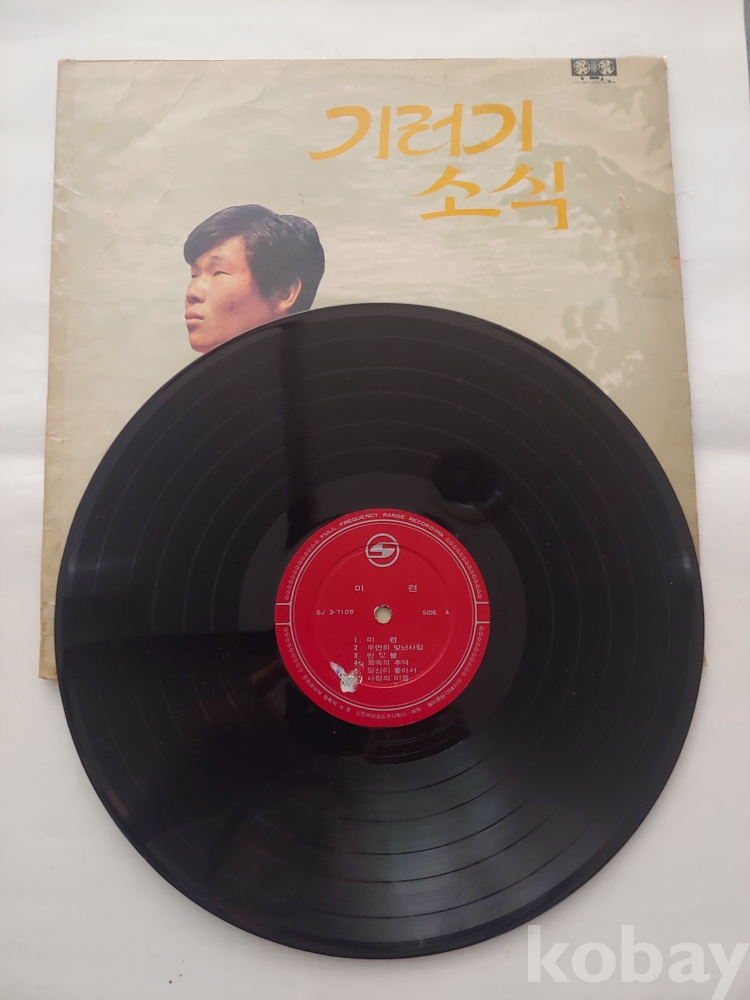 기러기
소식
FULL FREQUENCY RANGE RECORDING
미 련
SJ-3-7109 SIDE A
1. 미 련
2. 우연히 맞난사람
3. 반 딧 불
4. 꿈속의 추억
당신이 좋아서
사랑의 미움
kobay